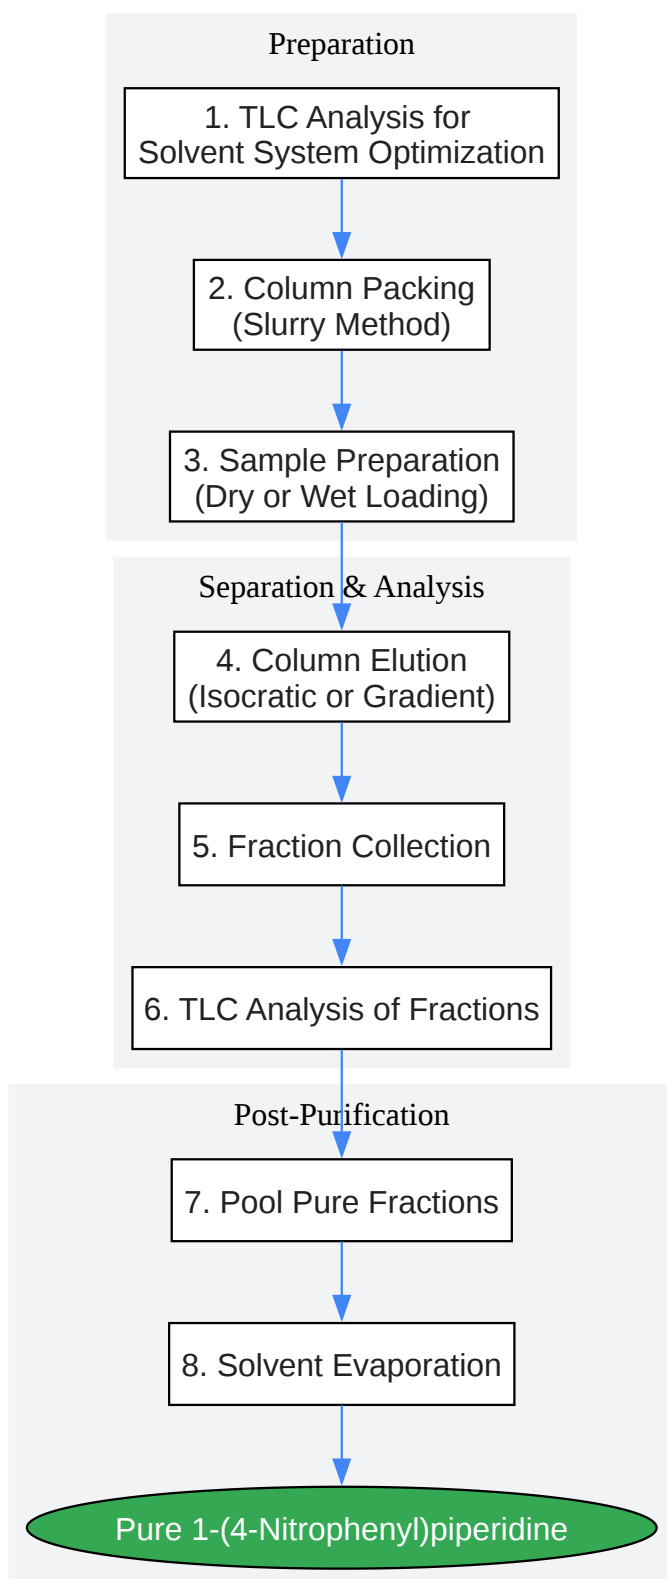 Preparation
1. TLC Analysis for
Solvent System Optimization
2. Column Packing
(Slurry Method)
3. Sample Preparation
(Dry or Wet Loading)
Separation & Analysis
4. Column Elution
(Isocratic or Gradient)
5. Fraction Collection
6. TLC Analysis of Fractions
Post-Purification
7. Pool Pure Fractions
8. Solvent Evaporation
Pure 1-(4-Nitrophenyl)piperidine